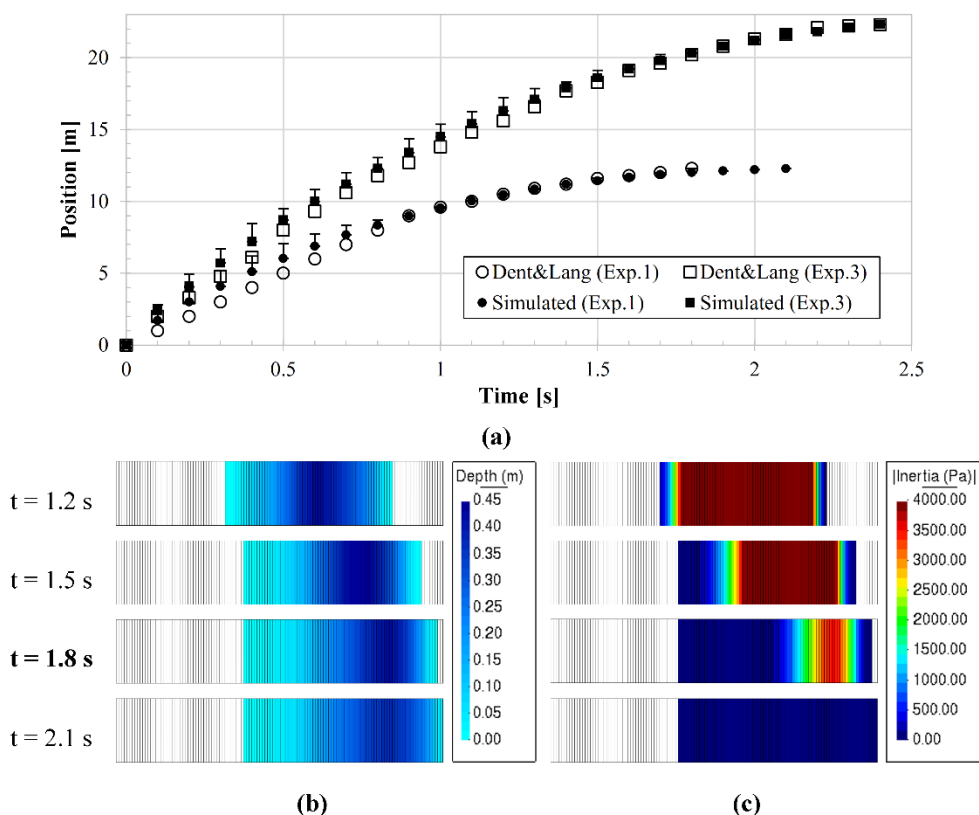 20
15
10
5
0
Position [m]
○ Dent&Lang (Exp.1) □ Dent&Lang (Exp.3)
● Simulated (Exp.1) ■ Simulated (Exp.3)
0 0.5 1 1.5 2 2.5
Time [s]
(a)
t = 1.2 s
t = 1.5 s
t = 1.8 s
t = 2.1 s
Depth (m)
0.45
0.40
0.35
0.30
0.25
0.20
0.15
0.10
0.05
0.00
|Inertia (Pa)|
4000.00
3500.00
3000.00
2500.00
2000.00
1500.00
1000.00
500.00
0.00
(b) (c)